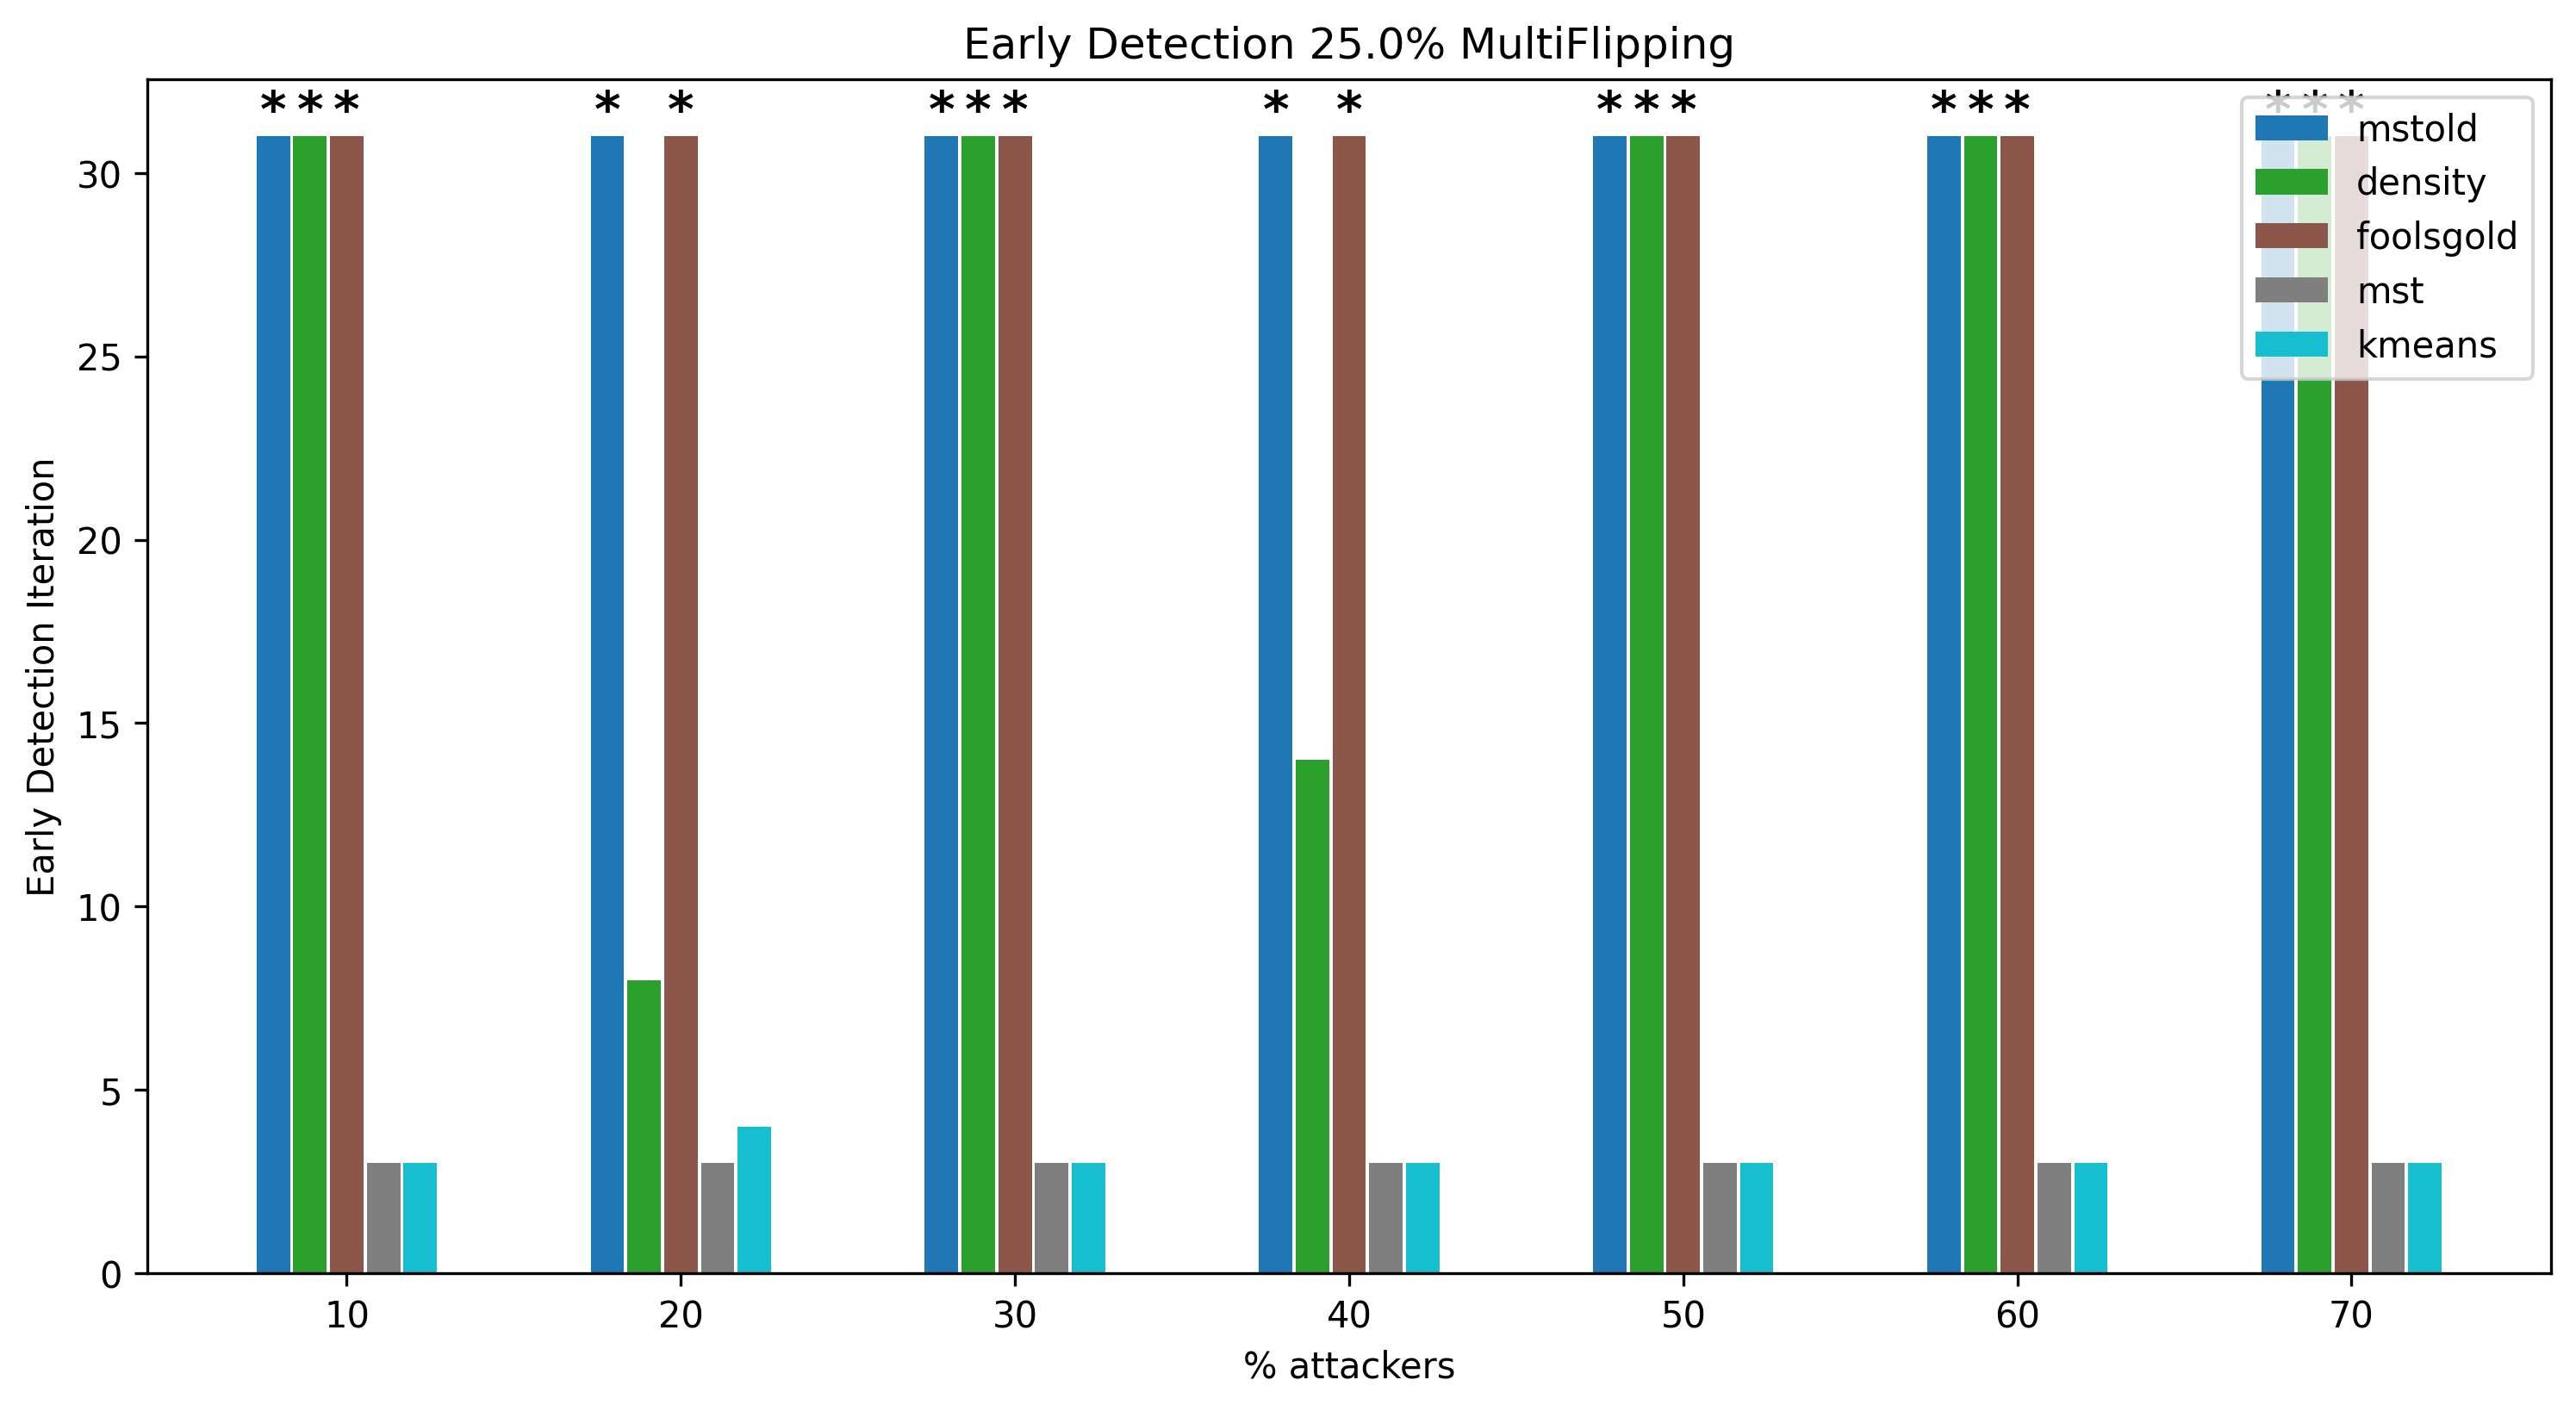 Early Detection 25.0% MultiFlipping
* * * * * * * * * * * * * * * * * * *
mstold
density
foolsgold
mst
kmeans
30
25
20
15
10
5
0
Early Detection Iteration
10 20 30 40 50 60 70
% attackers